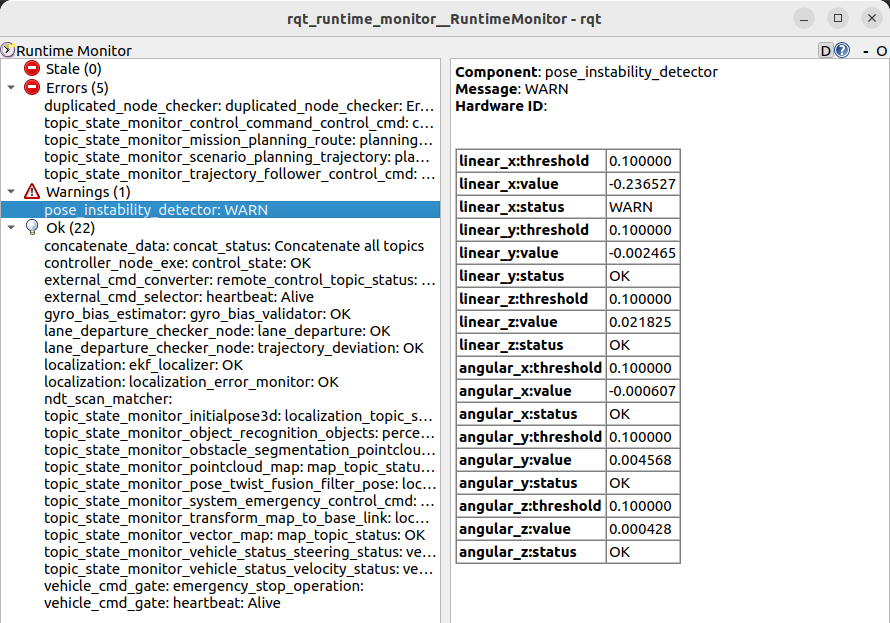 rqt_runtime_monitor__RuntimeMonitor - rqt
Runtime Monitor
D
?
-
O
Stale (0)
Errors (5)
duplicated_node_checker: duplicated_node_checker: Er...
topic_state_monitor_control_command_control_cmd: c...
topic_state_monitor_mission_planning_route: planning...
topic_state_monitor_scenario_planning_trajectory: pla...
topic_state_monitor_trajectory_follower_control_cmd: ...
Warnings (1)
pose_instability_detector: WARN
Ok (22)
concatenate_data: concat_status: Concatenate all topics
controller_node_exe: control_state: OK
external_cmd_converter: remote_control_topic_status: ...
external_cmd_selector: heartbeat: Alive
gyro_bias_estimator: gyro_bias_validator: OK
lane_departure_checker_node: lane_departure: OK
lane_departure_checker_node: trajectory_deviation: OK
localization: ekf_localizer: OK
localization: localization_error_monitor: OK
ndt_scan_matcher:
topic_state_monitor_initialpose3d: localization_topic_s...
topic_state_monitor_object_recognition_objects: perce...
topic_state_monitor_obstacle_segmentation_pointclou...
topic_state_monitor_pointcloud_map: map_topic_statu...
topic_state_monitor_pose_twist_fusion_filter_pose: loc...
topic_state_monitor_system_emergency_control_cmd: ...
topic_state_monitor_transform_map_to_base_link: loc...
topic_state_monitor_vector_map: map_topic_status: OK
topic_state_monitor_vehicle_status_steering_status: ve...
topic_state_monitor_vehicle_status_velocity_status: ve...
vehicle_cmd_gate: emergency_stop_operation:
vehicle_cmd_gate: heartbeat: Alive
Component: pose_instability_detector
Message: WARN
Hardware ID:
linear_x:threshold 0.100000
linear_x:value -0.236527
linear_x:status WARN
linear_y:threshold 0.100000
linear_y:value -0.002465
linear_y:status OK
linear_z:threshold 0.100000
linear_z:value 0.021825
linear_z:status OK
angular_x:threshold 0.100000
angular_x:value -0.000607
angular_x:status OK
angular_y:threshold 0.100000
angular_y:value 0.004568
angular_y:status OK
angular_z:threshold 0.100000
angular_z:value 0.000428
angular_z:status OK